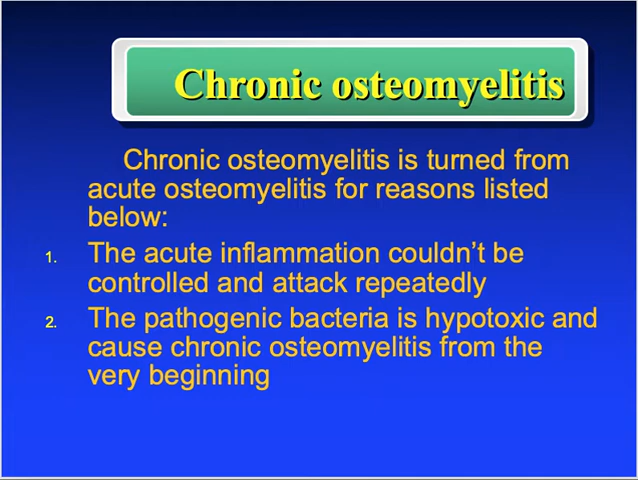 Chronic osteomyelitis
Chronic osteomyelitis is turned from
acute osteomyelitis for reasons listed
below:
1. The acute inflammation couldn't be
controlled and attack repeatedly
2. The pathogenic bacteria is hypotoxic and
cause chronic osteomyelitis from the
very beginning